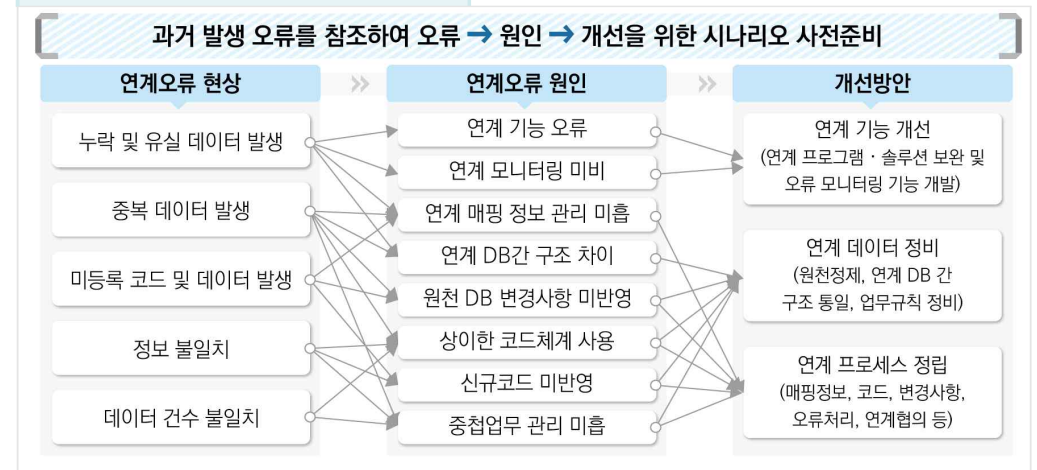 과거 발생 오류를 참조하여 오류 → 원인 → 개선을 위한 시나리오 사전준비
연계오류 현상
누락 및 유실 데이터 발생
중복 데이터 발생
미등록 코드 및 데이터 발생
정보 불일치
데이터 건수 불일치
연계오류 원인
연계 기능 오류
연계 모니터링 미비
연계 매핑 정보 관리 미흡
연계 DB간 구조 차이
원천 DB 변경사항 미반영
상이한 코드체계 사용
신규코드 미반영
중첩업무 관리 미흡
개선방안
연계 기능 개선
(연계 프로그램 · 솔루션 보완 및
오류 모니터링 기능 개발)
연계 데이터 정비
(원천정제, 연계 DB 간
구조 통일, 업무규칙 정비)
연계 프로세스 정립
(매핑정보, 코드, 변경사항,
오류처리, 연계협의 등)